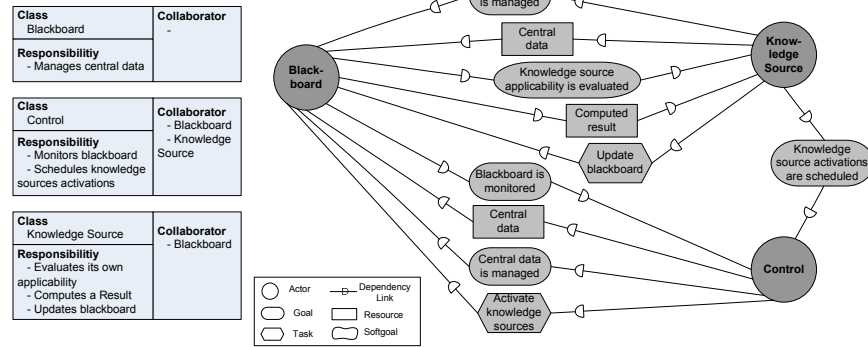 Class
Blackboard
Collaborator
-
Responsibilitiy
- Manages central data
Class
Control
Collaborator
- Blackboard
- Knowledge
Source
Responsibilitiy
- Monitors blackboard
- Schedules knowledge
sources activations
Class
Knowledge Source
Collaborator
- Blackboard
Responsibilitiy
- Evaluates its own
applicability
- Computes a Result
- Updates blackboard
is managed
Central
data
Knowledge source
applicability is evaluated
Computed
result
Update
blackboard
Black-
board
Know-
ledge
Source
Knowledge
source activations
are scheduled
Blackboard is
monitored
Central
data
Central data
is managed
Activate
knowledge
sources
Control
Actor
Dependency
Link
Goal
Resource
Task
Softgoal